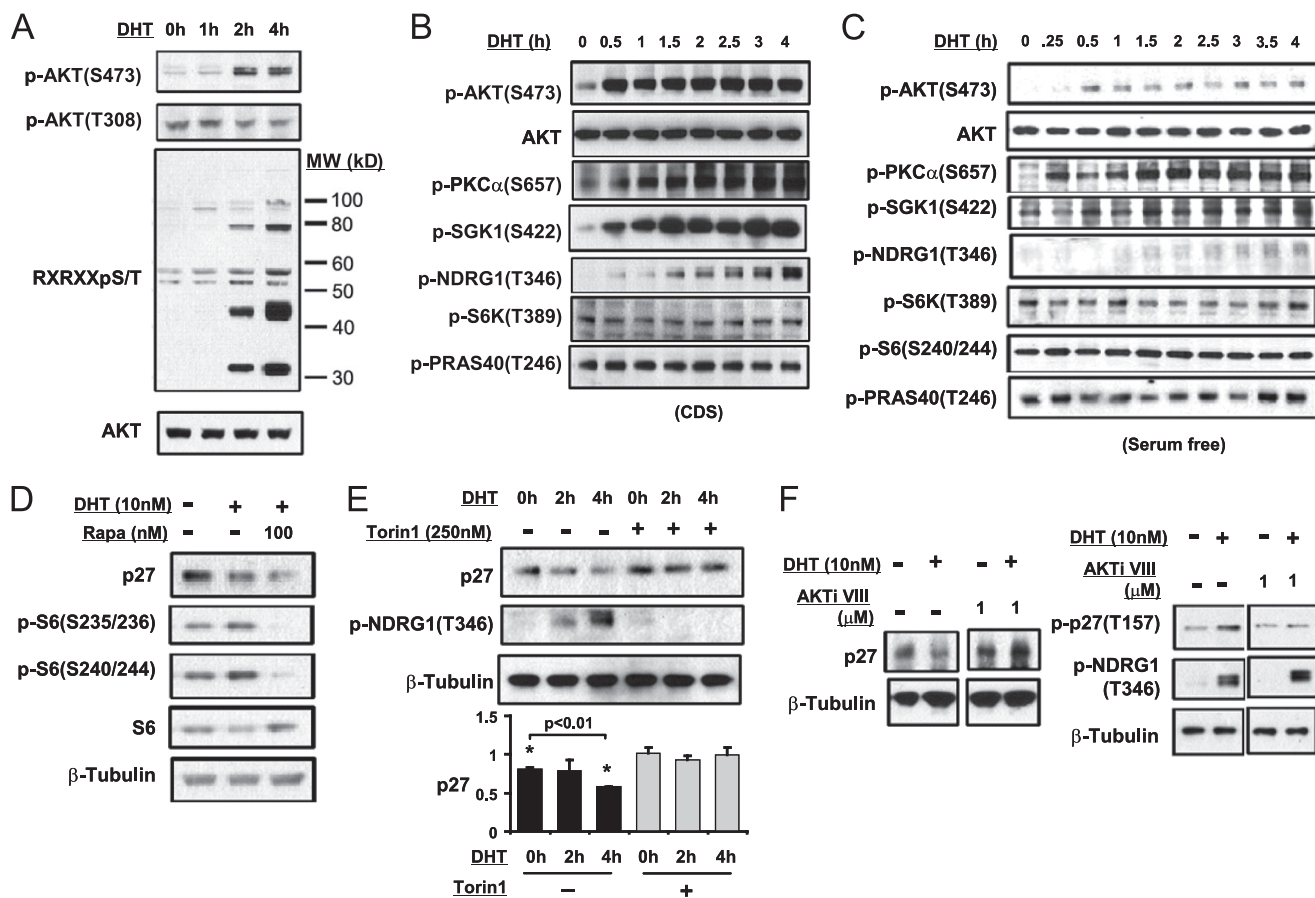 A
DHT 0h 1h 2h 4h
p-AKT(S473)
p-AKT(T308)
MW (kD)
100
80
RXRXXpS/T
60
50
40
30
AKT
B
DHT (h) 0 0.5 1 1.5 2 2.5 3 4
p-AKT(S473)
AKT
p-PKCα(S657)
p-SGK1(S422)
p-NDRG1(T346)
p-S6K(T389)
p-PRAS40(T246)
(CDS)
C
DHT (h) 0 .25 0.5 1 1.5 2 2.5 3 3.5 4
p-AKT(S473)
AKT
p-PKCα(S657)
p-SGK1(S422)
p-NDRG1(T346)
p-S6K(T389)
p-S6(S240/244)
p-PRAS40(T246)
(Serum free)
D
DHT (10nM) - + +
Rapa (nM) - - 100
p27
p-S6(S235/236)
p-S6(S240/244)
S6
β-Tubulin
E
DHT 0h 2h 4h 0h 2h 4h
Torin1 (250nM) - - - + + +
p27
p-NDRG1(T346)
β-Tubulin
1.5
p<0.01
1
* *
p27
0.5
0
DHT 0h 2h 4h 0h 2h 4h
Torin1 - +
F
DHT (10nM) - + - +
AKTi VIII (μM) - - 1 1
p27
β-Tubulin
DHT (10nM) - + - +
AKTi VIII (μM) - - 1 1
p-p27(T157)
p-NDRG1
(T346)
β-Tubulin